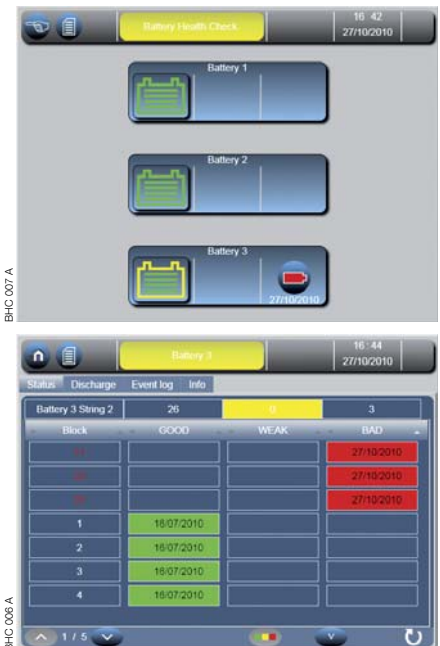 Battery Health Check
16 42
27/10/2010
Battery 1
Battery 2
Battery 3
27/10/2010
BHC 007 A
Battery 3
16:44
27/10/2010
Status Discharge Event log Info
Battery 3 String 2 26 0 3
Block GOOD WEAK BAD
27/10/2010
27/10/2010
27/10/2010
1 16/07/2010
2 16/07/2010
3 16/07/2010
4 16/07/2010
1 / 5
V
BHC 006 A